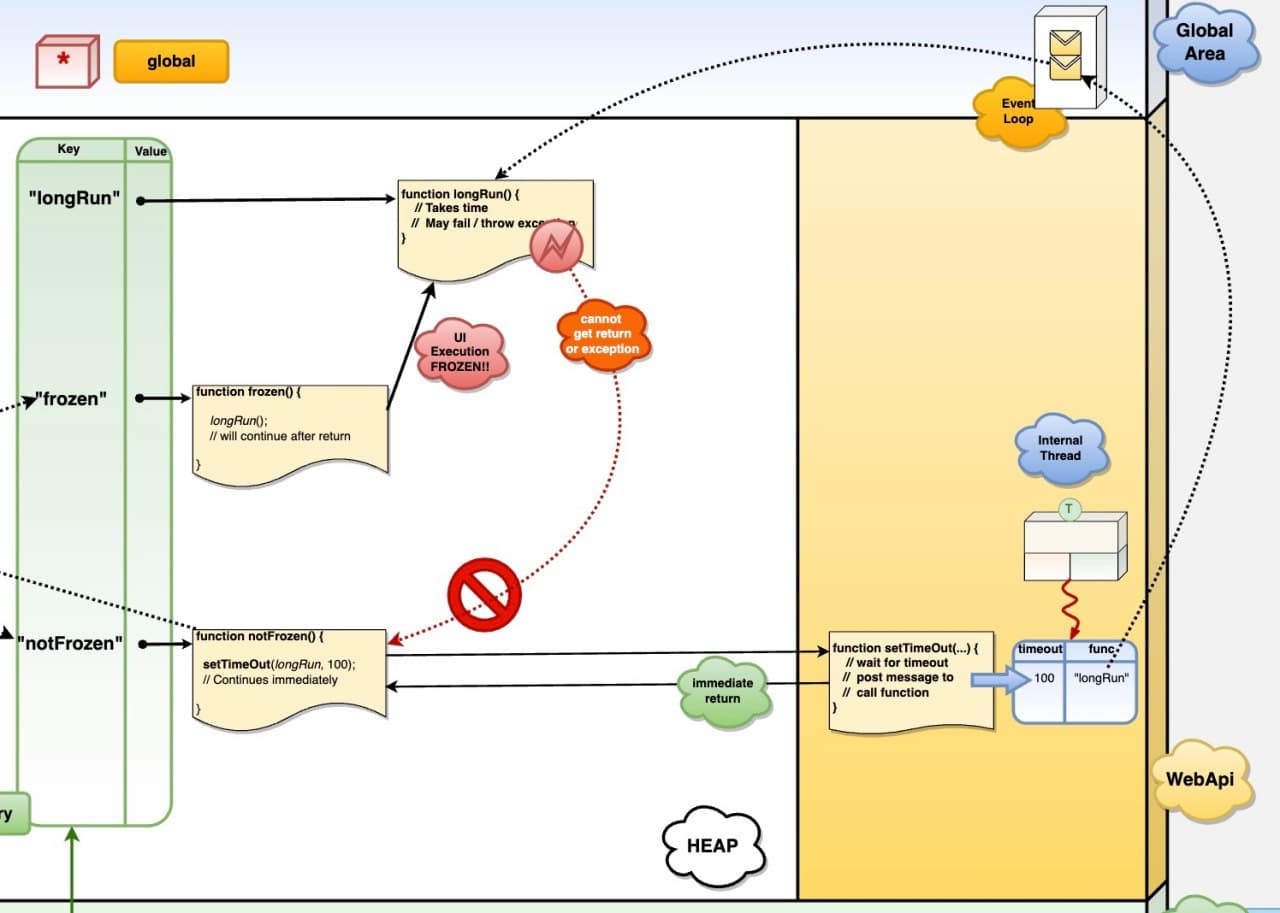 *
global
Global
Area
Event
Loop
Key
Value
"longRun"
function longRun() {
// Takes time
// May fail / throw exception
}
cannot
get return
or exception
UI
Execution
FROZEN!!
"frozen"
function frozen() {
longRun();
// will continue after return
}
Internal
Thread
T
"notFrozen"
function notFrozen() {
setTimeOut(longRun, 100);
// Continues immediately
}
immediate
return
function setTimeOut(...) {
// wait for timeout
// post message to
// call function
}
timeout
func
100
"longRun"
WebApi
ry
HEAP